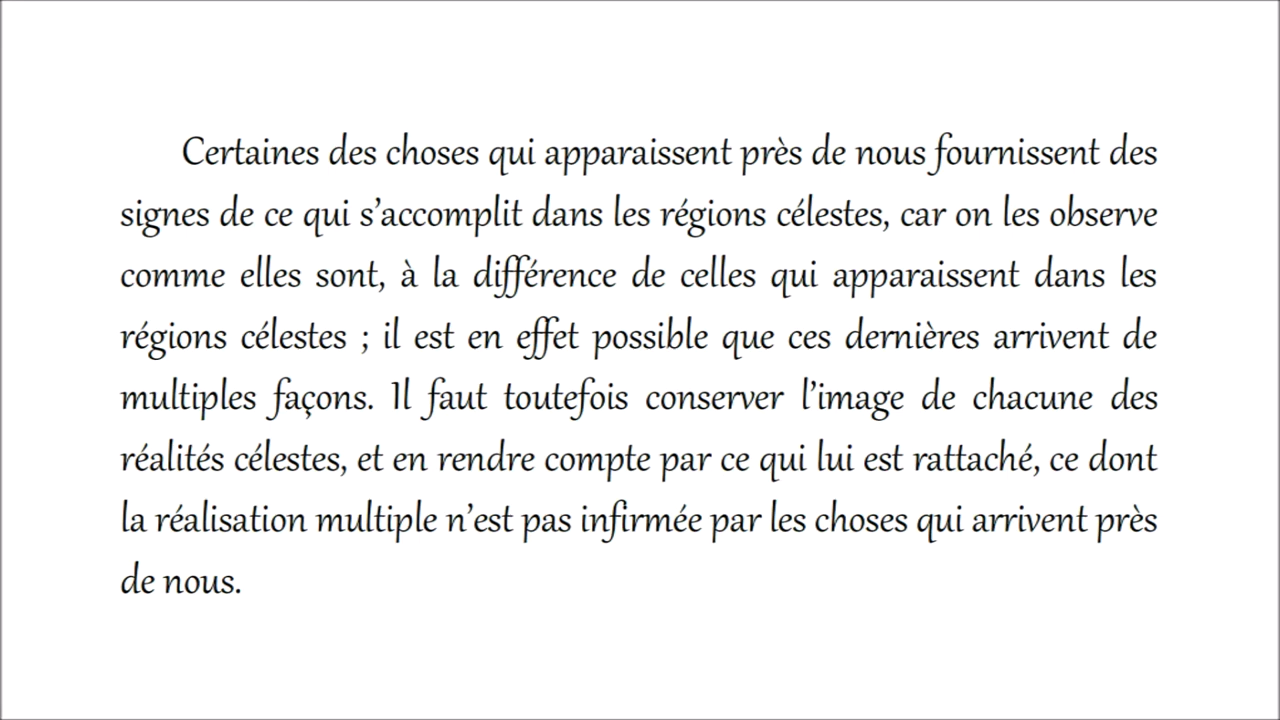 Certaines des choses qui apparaissent près de nous fournissent des
signes de ce qui s’accomplit dans les régions célestes, car on les observe
comme elles sont, à la différence de celles qui apparaissent dans les
régions célestes ; il est en effet possible que ces dernières arrivent de
multiples façons. Il faut toutefois conserver l’image de chacune des
réalités célestes, et en rendre compte par ce qui lui est rattaché, ce dont
la réalisation multiple n’est pas infirmée par les choses qui arrivent près
de nous.